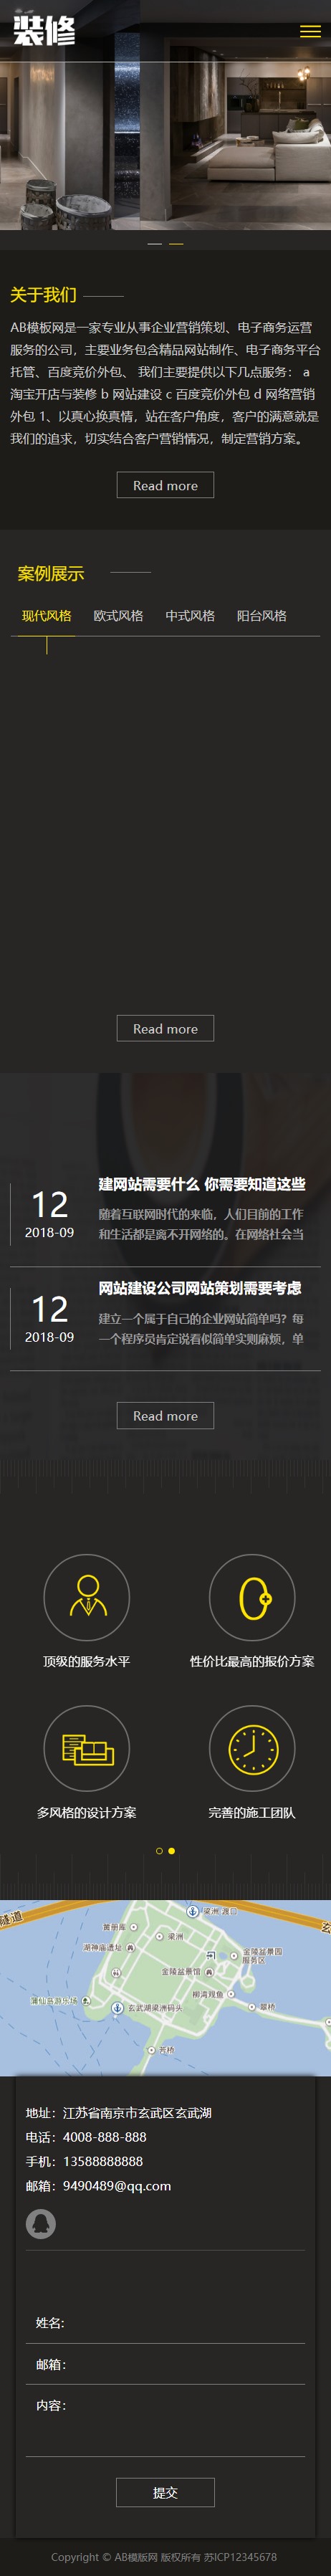 装修
关于我们
AB模板网是一家专业从事企业营销策划、电子商务运营
服务的公司，主要业务包含精品网站制作、电子商务平台
托管、百度竞价外包、 我们主要提供以下几点服务： a
淘宝开店与装修 b 网站建设 c 百度竞价外包 d 网络营销
外包 1、以真心换真情，站在客户角度，客户的满意就是
我们的追求，切实结合客户营销情况，制定营销方案。
Read more
案例展示
现代风格 欧式风格 中式风格 阳台风格
Read more
建网站需要什么 你需要知道这些
12
2018-09
随着互联网时代的来临，人们目前的工作
和生活都是离不开网络的。在网络社会当
网站建设公司网站策划需要考虑
12
2018-09
建立一个属于自己的企业网站简单吗？每
一个程序员肯定说看似简单实则麻烦，单
Read more
顶级的服务水平 性价比最高的报价方案
多风格的设计方案 完善的施工团队
隧道
梁洲
湖神庙遗址
金陵盆景园
服务区
金陵盆景馆
玄武湖梁洲码头
翠桥
芳桥
玄
地址：江苏省南京市玄武区玄武湖
电话：4008-888-888
手机：13588888888
邮箱：9490489@qq.com
姓名：
邮箱：
内容：
提交
Copyright © AB模版网 版权所有 苏ICP12345678